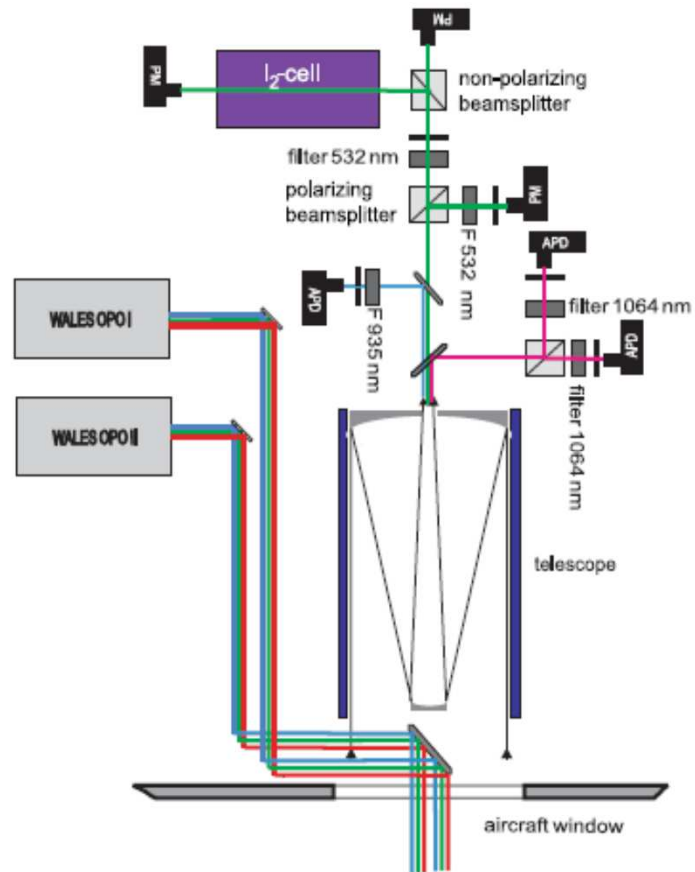 PM
PM
I2-cell
non-polarizing
beamsplitter
filter 532 nm
polarizing
beamsplitter
PM
F 532 nm
APD
APD
F 935 nm
filter 1064 nm
APD
filter 1064 nm
WALES OPO I
WALES OPO II
telescope
aircraft window